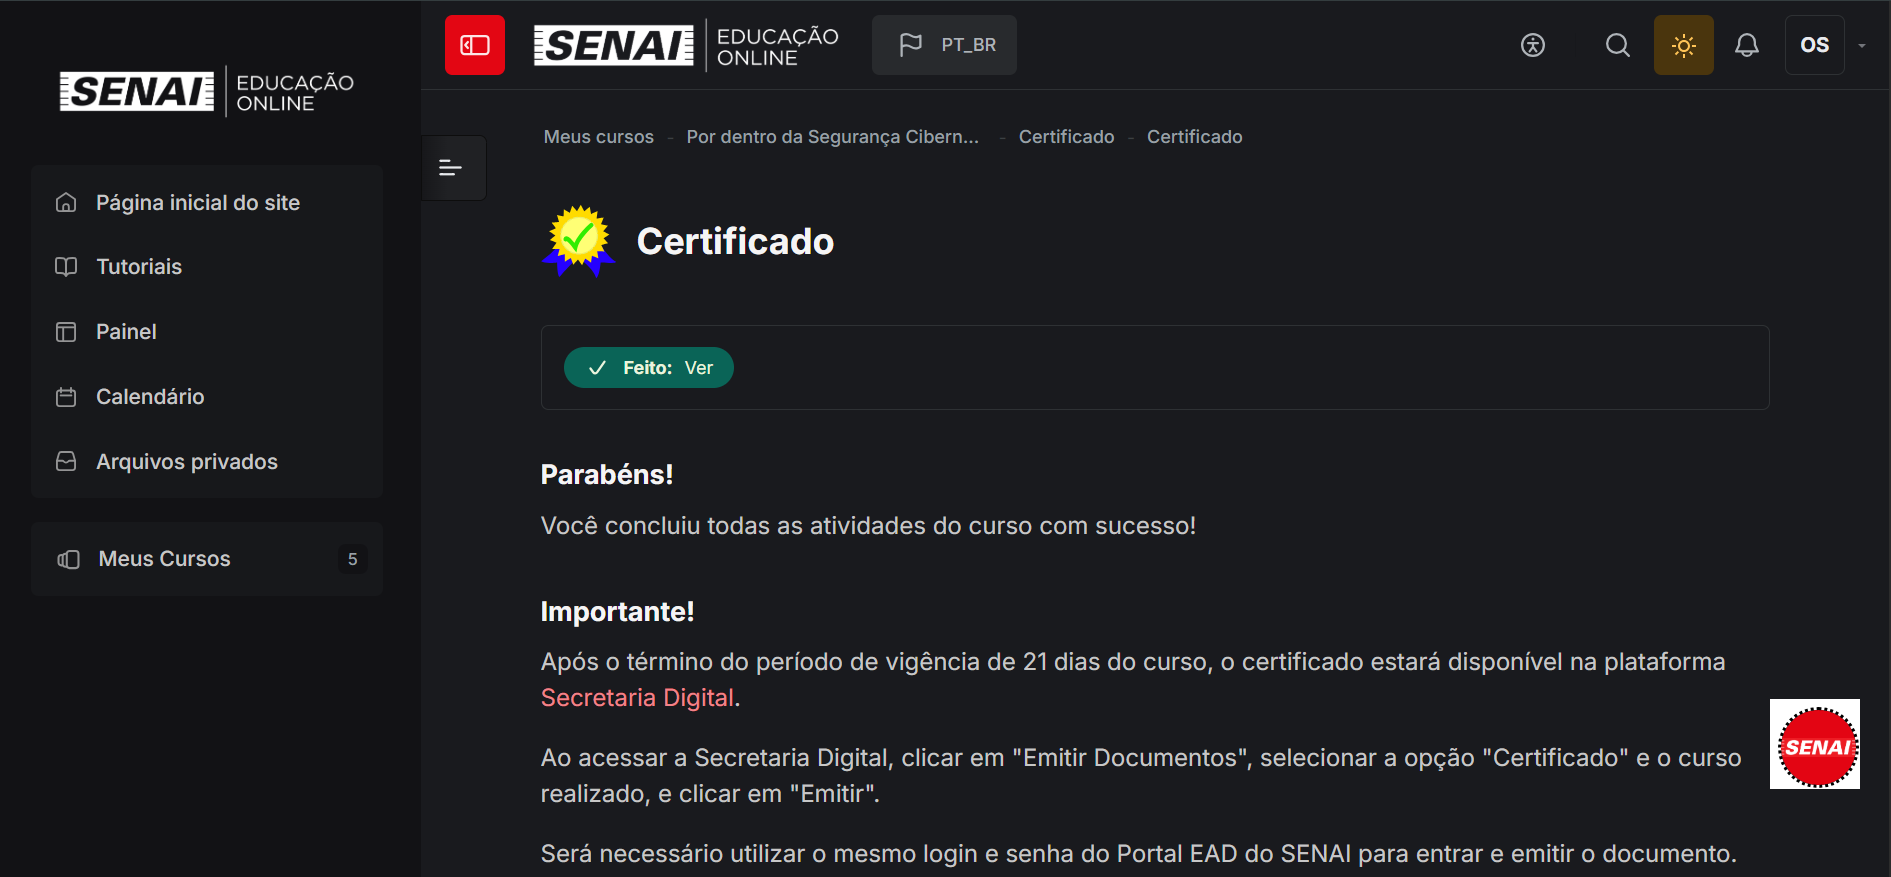 SENAI EDUCAÇÃO ONLINE
Página inicial do site
Tutoriais
Painel
Calendário
Arquivos privados
Meus Cursos 5
SENAI EDUCAÇÃO ONLINE
PT_BR
OS
Meus cursos - Por dentro da Segurança Cibern... - Certificado - Certificado
Certificado
Feito: Ver
Parabéns!
Você concluiu todas as atividades do curso com sucesso!
Importante!
Após o término do período de vigência de 21 dias do curso, o certificado estará disponível na plataforma
Secretaria Digital.
Ao acessar a Secretaria Digital, clicar em "Emitir Documentos", selecionar a opção "Certificado" e o curso
realizado, e clicar em "Emitir".
Será necessário utilizar o mesmo login e senha do Portal EAD do SENAI para entrar e emitir o documento.
SENAI